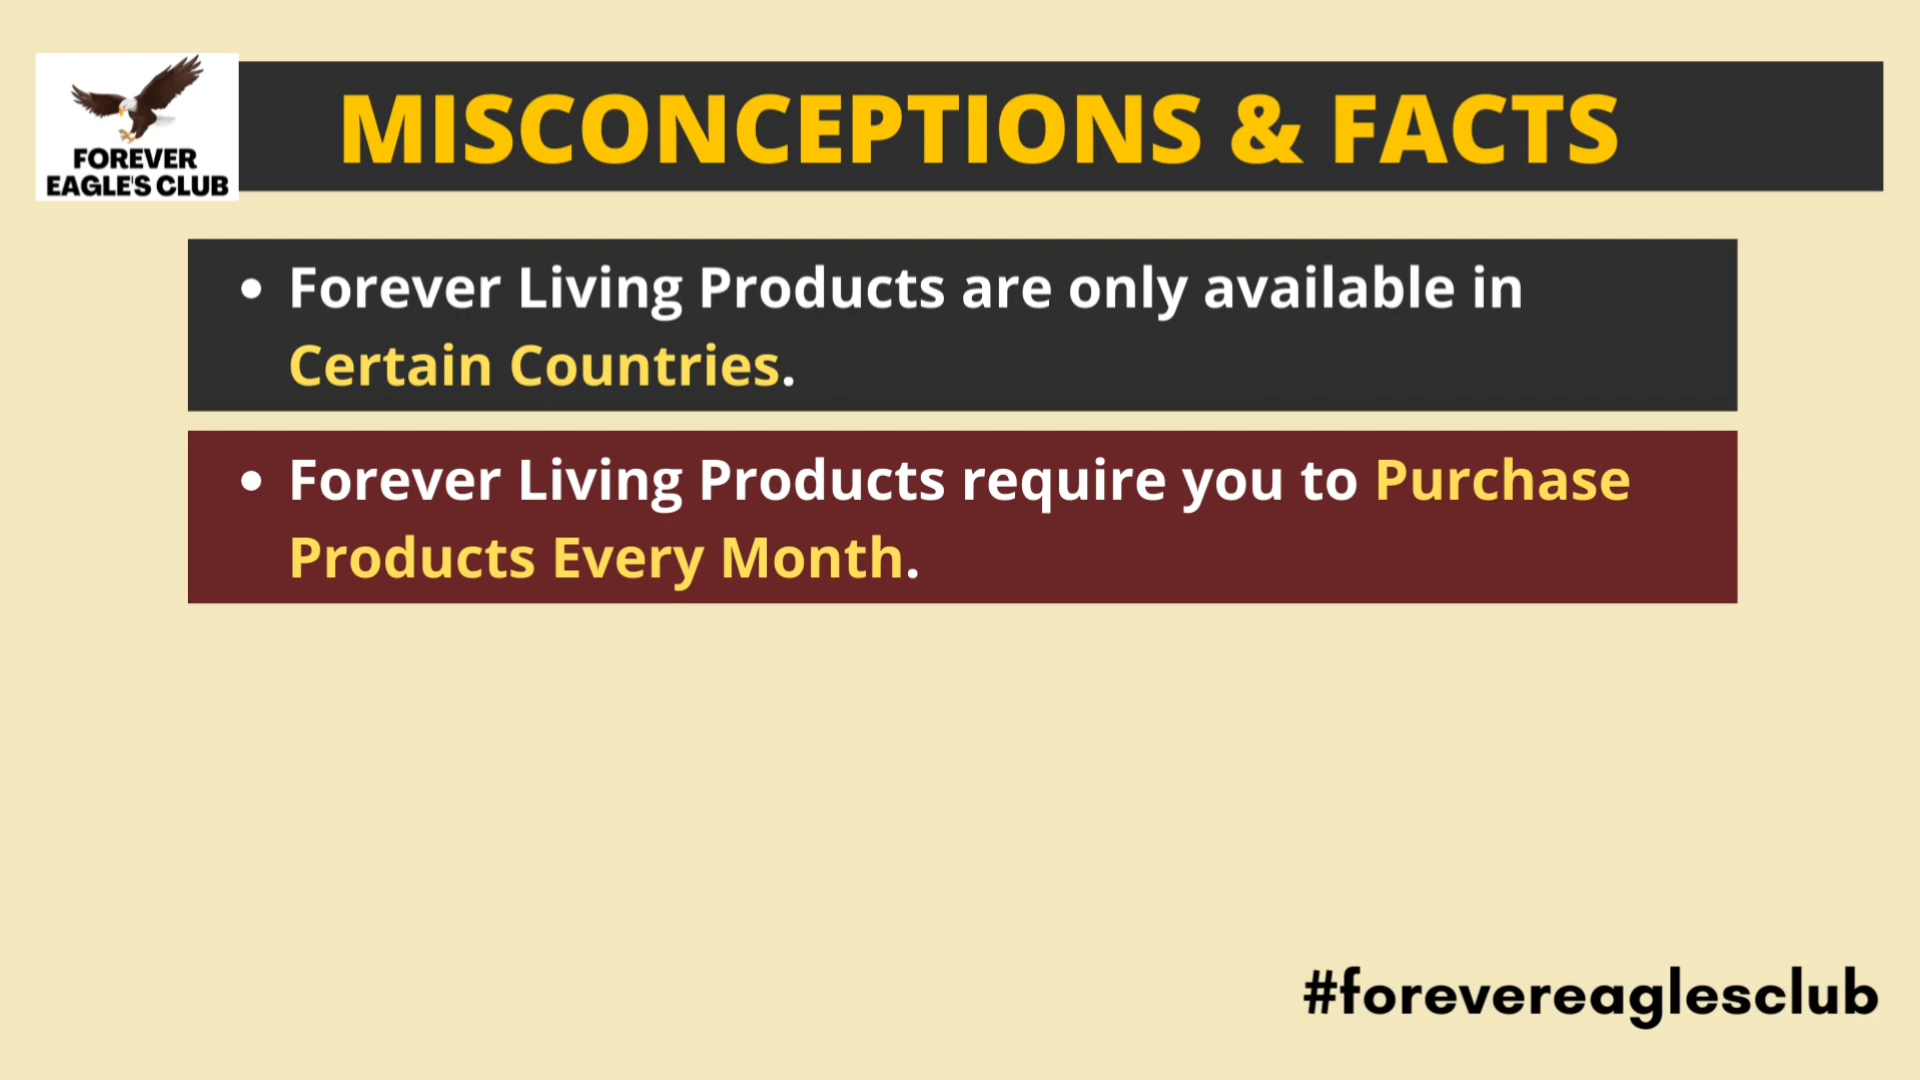 FOREVER
EAGLE'S CLUB
MISCONCEPTIONS & FACTS
• Forever Living Products are only available in
Certain Countries.
• Forever Living Products require you to Purchase
Products Every Month.
#forevereaglesclub